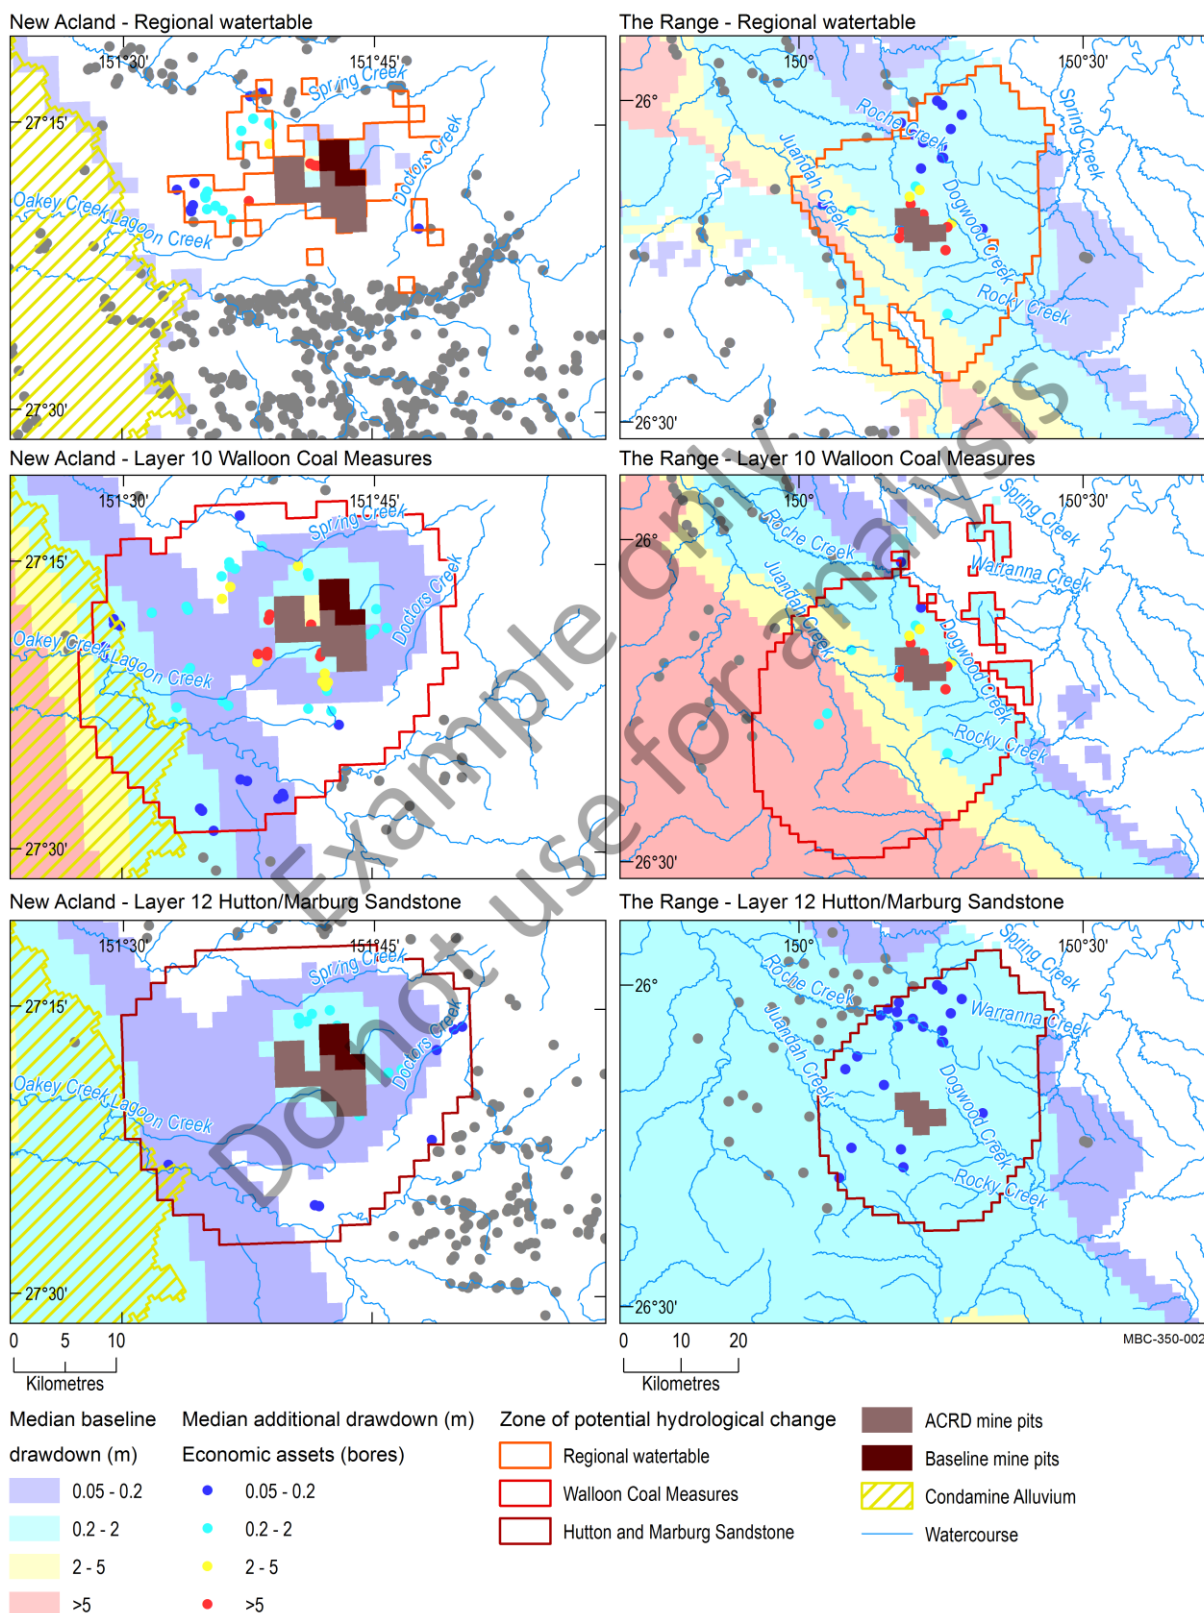 New Acland - Regional watertable
151°30'
151°45'
27°15'
27°30'
Spring Creek
Doctors Creek
Oakey Creek
Lagoon Creek
The Range - Regional watertable
150°
150°30'
26°
26°30'
Roche Creek
Spring Creek
Juandah Creek
Dogwood Creek
Rocky Creek
New Acland - Layer 10 Walloon Coal Measures
151°30'
151°45'
27°15'
27°30'
Spring Creek
Doctors Creek
Oakey Creek
Lagoon Creek
The Range - Layer 10 Walloon Coal Measures
150°
150°30'
26°
26°30'
Roche Creek
Spring Creek
Warranna Creek
Juandah Creek
Dogwood Creek
Rocky Creek
New Acland - Layer 12 Hutton/Marburg Sandstone
151°30'
151°45'
27°15'
27°30'
Spring Creek
Doctors Creek
Oakey Creek
Lagoon Creek
The Range - Layer 12 Hutton/Marburg Sandstone
150°
150°30'
26°
26°30'
Roche Creek
Spring Creek
Warranna Creek
Juandah Creek
Dogwood Creek
Rocky Creek
Example only
Do not use for analysis
0 5 10
Kilometres
0 10 20
Kilometres
MBC-350-002
Median baseline
drawdown (m)
0.05 - 0.2
0.2 - 2
2 - 5
>5
Median additional drawdown (m)
Economic assets (bores)
0.05 - 0.2
0.2 - 2
2 - 5
>5
Zone of potential hydrological change
Regional watertable
Walloon Coal Measures
Hutton and Marburg Sandstone
ACRD mine pits
Baseline mine pits
Condamine Alluvium
Watercourse